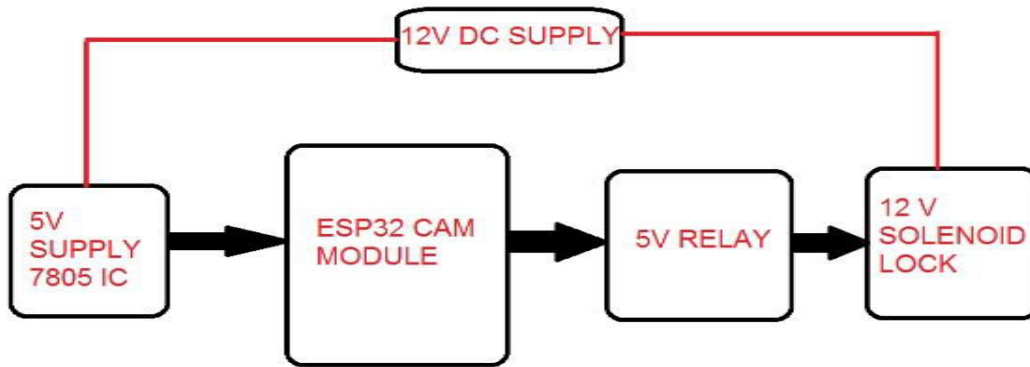 12V DC SUPPLY
5V
SUPPLY
7805 IC
ESP32 CAM
MODULE
5V RELAY
12 V
SOLENOID
LOCK